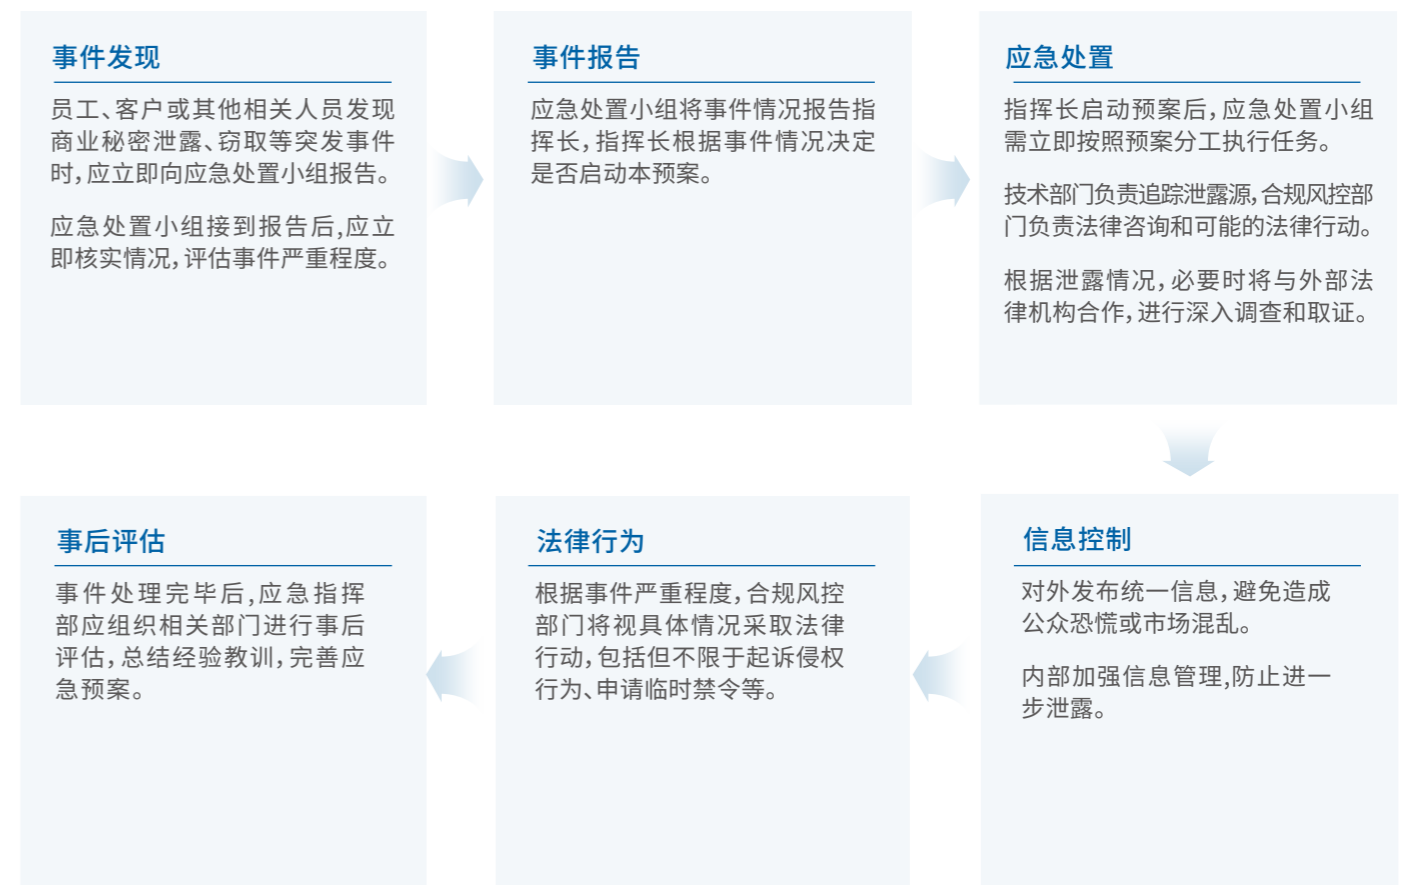 事件发现
员工、客户或其他相关人员发现
商业秘密泄露、窃取等突发事件
时，应立即向应急处置小组报告。
应急处置小组接到报告后,应立
即核实情况，评估事件严重程度。
事件报告
应急处置小组将事件情况报告指
挥长，指挥长根据事件情况决定
是否启动本预案。
应急处置
指挥长启动预案后，应急处置小组
需立即按照预案分工执行任务。
技术部门负责追踪泄露源，合规风控部
门负责法律咨询和可能的法律行动。
根据泄露情况，必要时将与外部法
律机构合作，进行深入调查和取证。
信息控制
对外发布统一信息，避免造成
公众恐慌或市场混乱。
内部加强信息管理,防止进一
步泄露。
法律行为
根据事件严重程度，合规风控
部门将视具体情况采取法律
行动，包括但不限于起诉侵权
行为、申请临时禁令等。
事后评估
事件处理完毕后,应急指挥
部应组织相关部门进行事后
评估，总结经验教训，完善应
急预案。